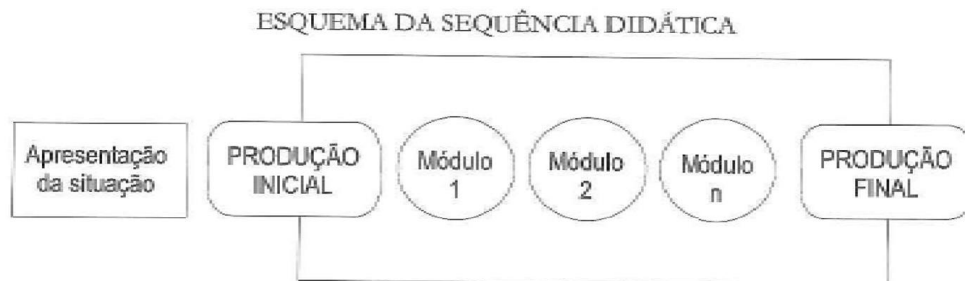 ESQUEMA DA SEQUÊNCIA DIDÁTICA
Apresentação
da situação
PRODUÇÃO
INICIAL
Módulo
1
Módulo
2
Módulo
n
PRODUÇÃO
FINAL